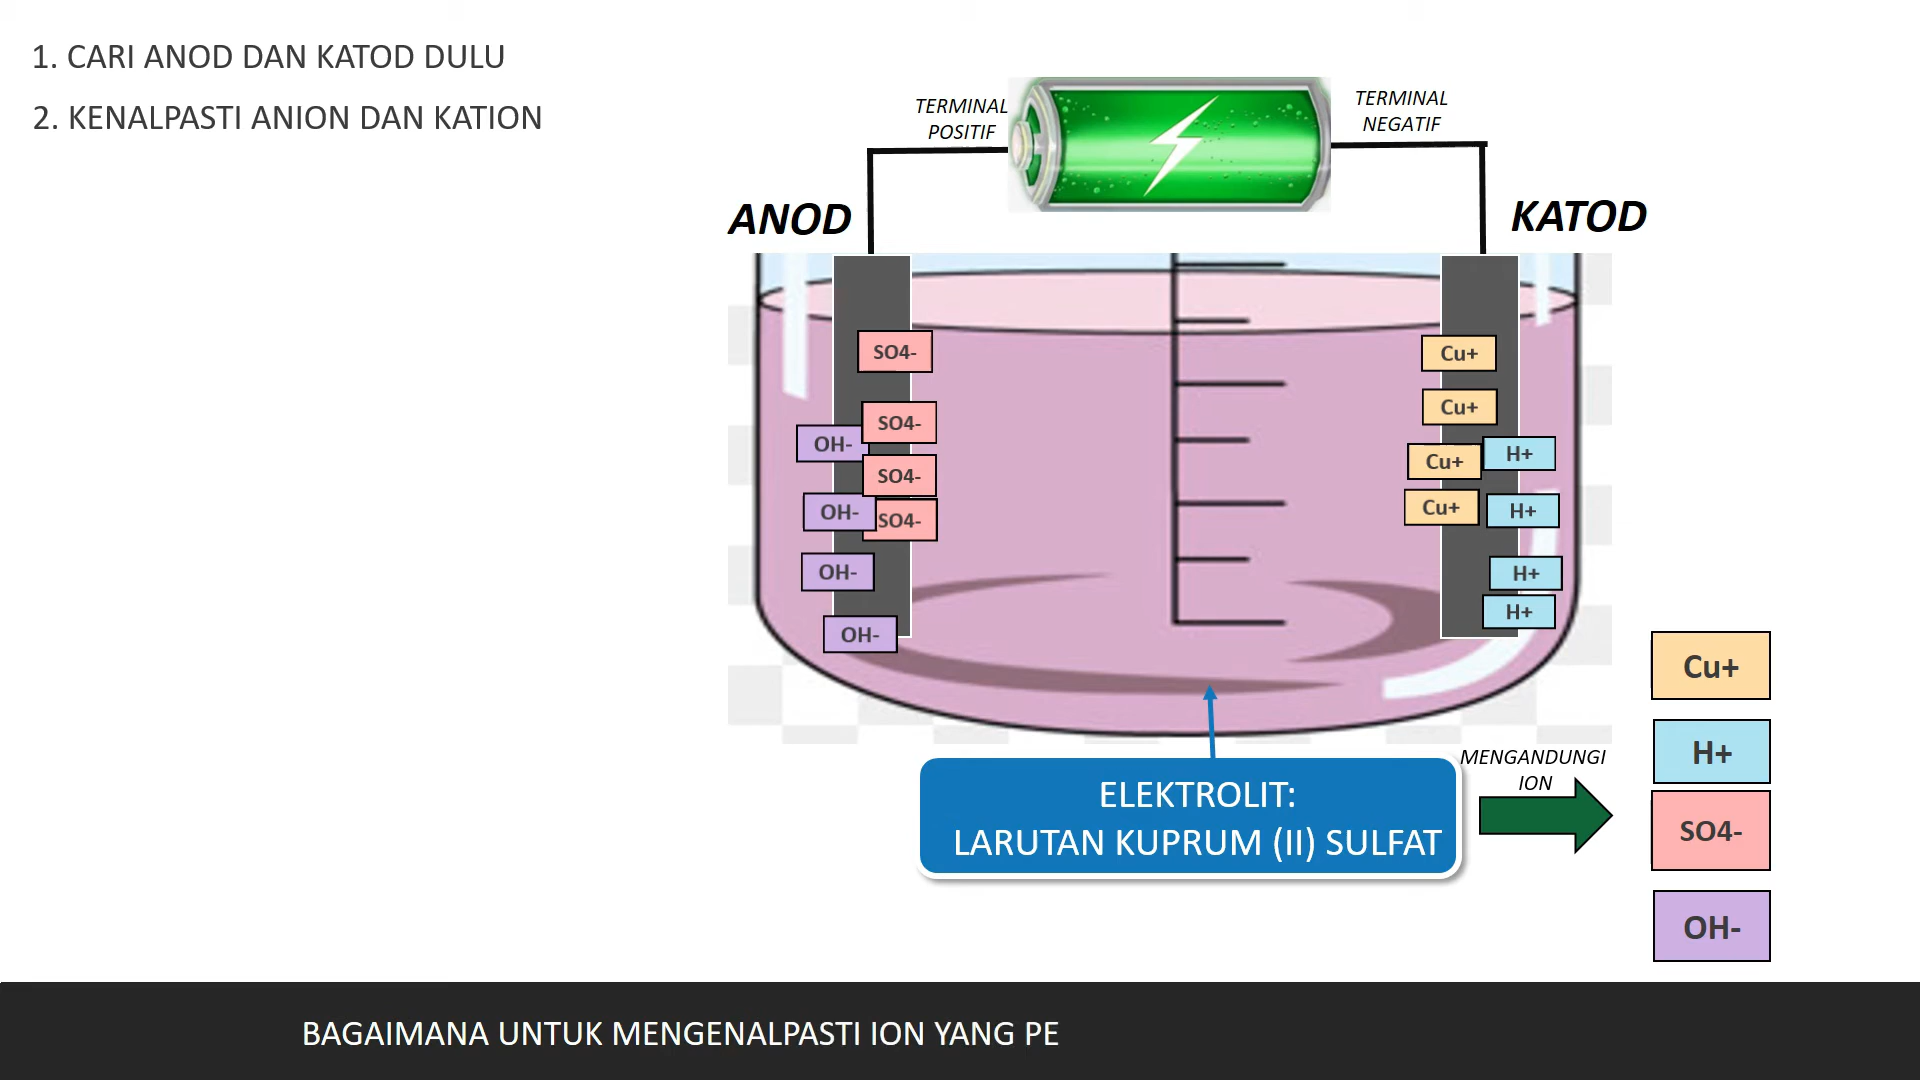 1. CARI ANOD DAN KATOD DULU
2. KENALPASTI ANION DAN KATION
TERMINAL
POSITIF
TERMINAL
NEGATIF
ANOD
KATOD
SO4-
SO4-
OH-
SO4-
OH-
SO4-
OH-
OH-
Cu+
Cu+
Cu+
H+
Cu+
H+
H+
H+
ELEKTROLIT:
LARUTAN KUPRUM (II) SULFAT
MENGANDUNGI
ION
Cu+
H+
SO4-
OH-
BAGAIMANA UNTUK MENGENALPASTI ION YANG PE